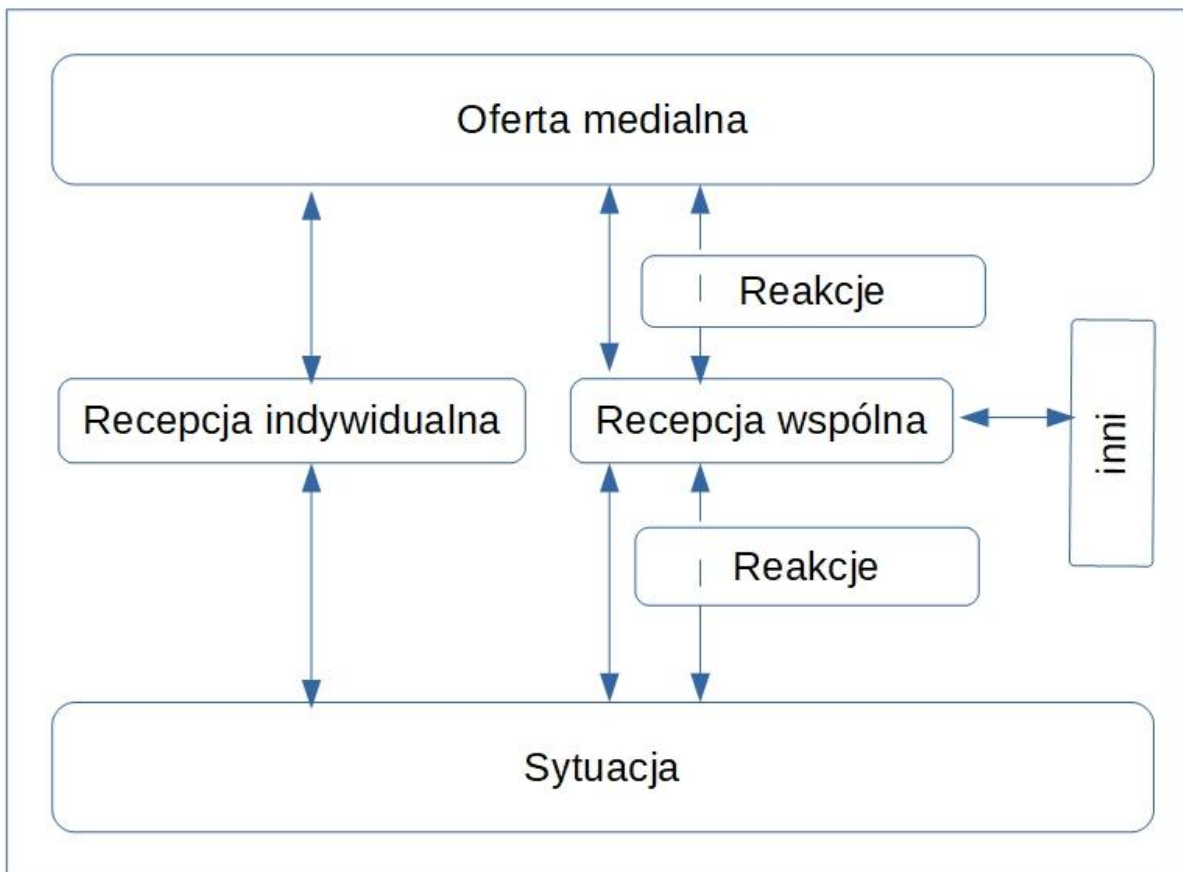 Oferta medialna
Reakcje
Recepcja indywidualna
Recepcja wspólna
inni
Reakcje
Sytuacja